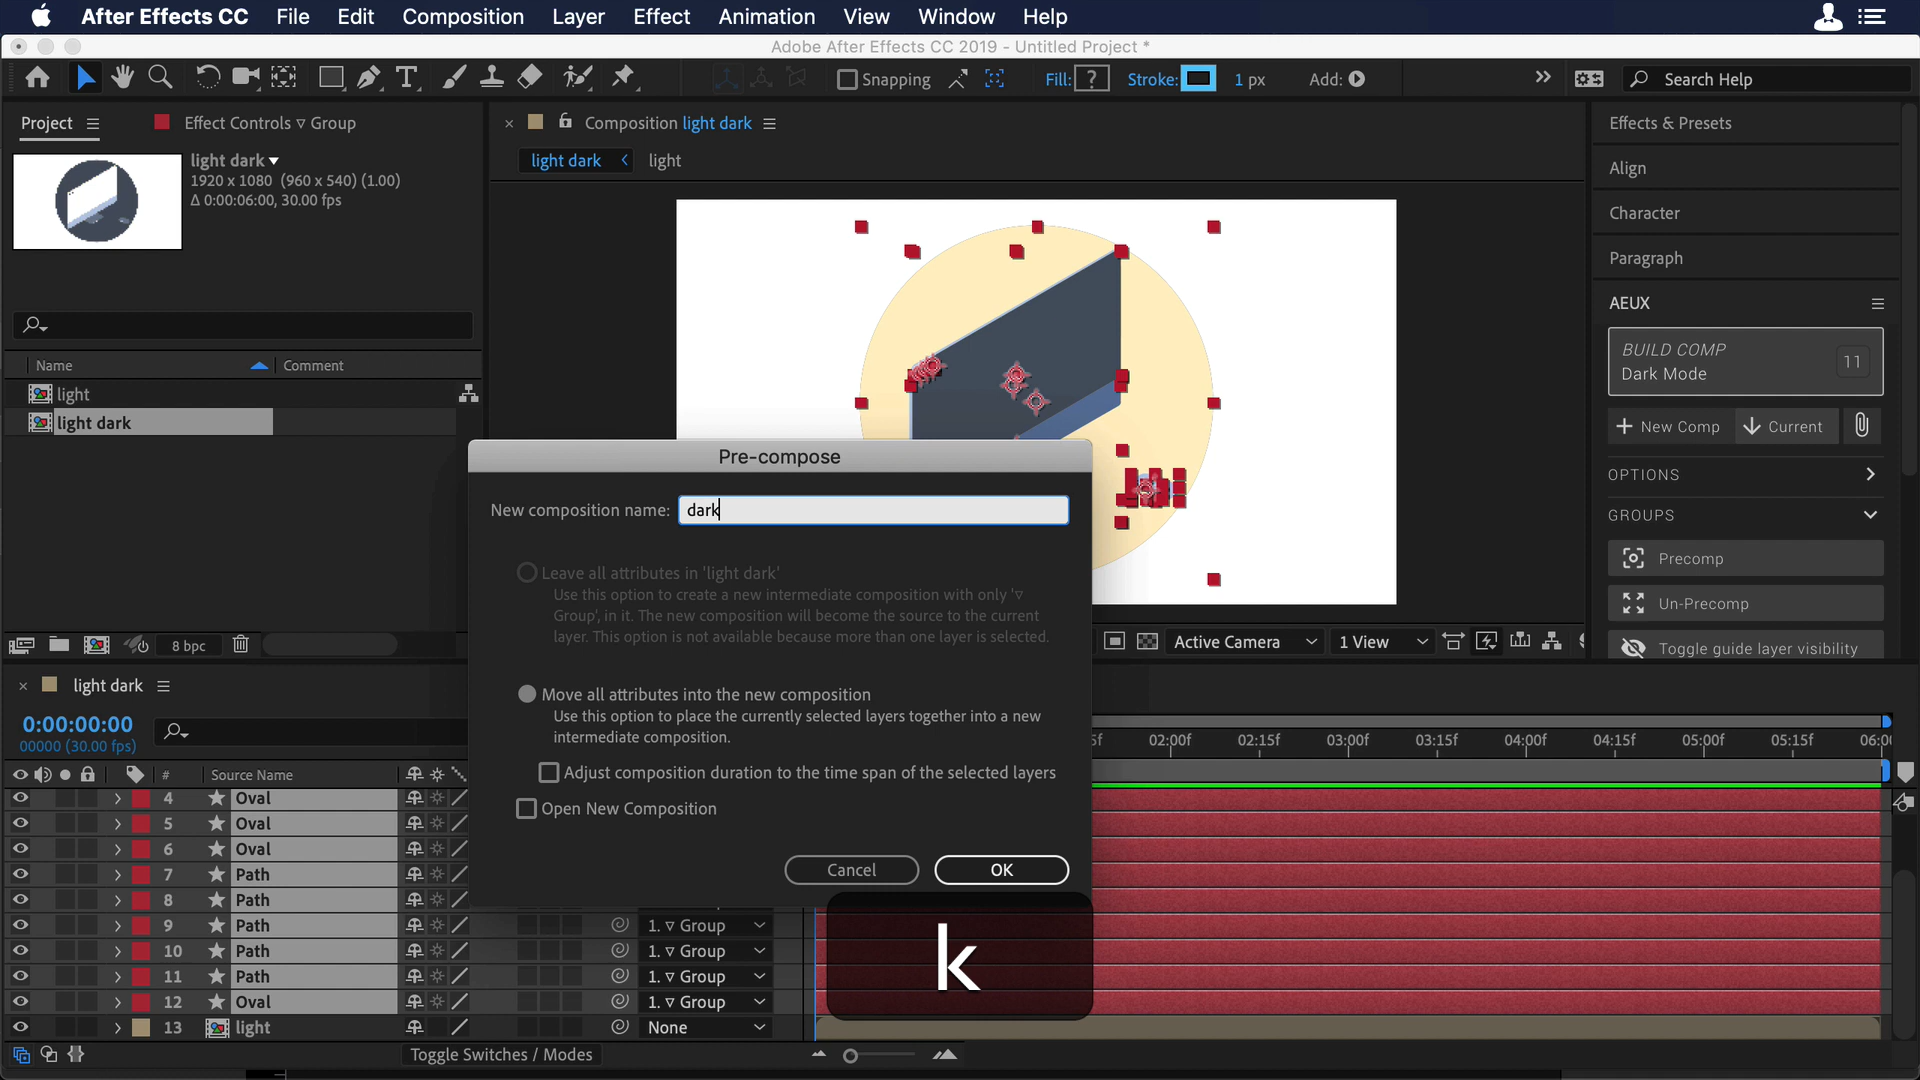 After Effects CC File Edit Composition Layer Effect Animation View Window Help
Adobe After Effects CC 2019 - Untitled Project *
Snapping Fill: ? Stroke: 1 px Add: Search Help
Project Effect Controls ▿ Group
Composition light dark
light dark light
light dark
1920 x 1080 (960 x 540) (1.00)
Δ 0:00:06:00, 30.00 fps
Name Comment
light
light dark
8 bpc
Effects & Presets
Align
Character
Paragraph
AEUX
BUILD COMP
Dark Mode
11
New Comp Current
OPTIONS
GROUPS
Precomp
Un-Precomp
Toggle guide layer visibility
Active Camera 1 View
Pre-compose
New composition name: dark
Leave all attributes in 'light dark'
Use this option to create a new intermediate composition with only '▿
Group', in it. The new composition will become the source to the current
layer. This option is not available because more than one layer is selected.
Move all attributes into the new composition
Use this option to place the currently selected layers together into a new
intermediate composition.
Adjust composition duration to the time span of the selected layers
Open New Composition
Cancel OK
k
light dark
0:00:00:00
00000 (30.00 fps)
02:00f 02:15f 03:00f 03:15f 04:00f 04:15f 05:00f 05:15f
# Source Name
4 Oval
5 Oval
6 Oval
7 Path
8 Path
9 Path 1. ▿ Group
10 Path 1. ▿ Group
11 Path 1. ▿ Group
12 Oval 1. ▿ Group
13 light None
Toggle Switches / Modes